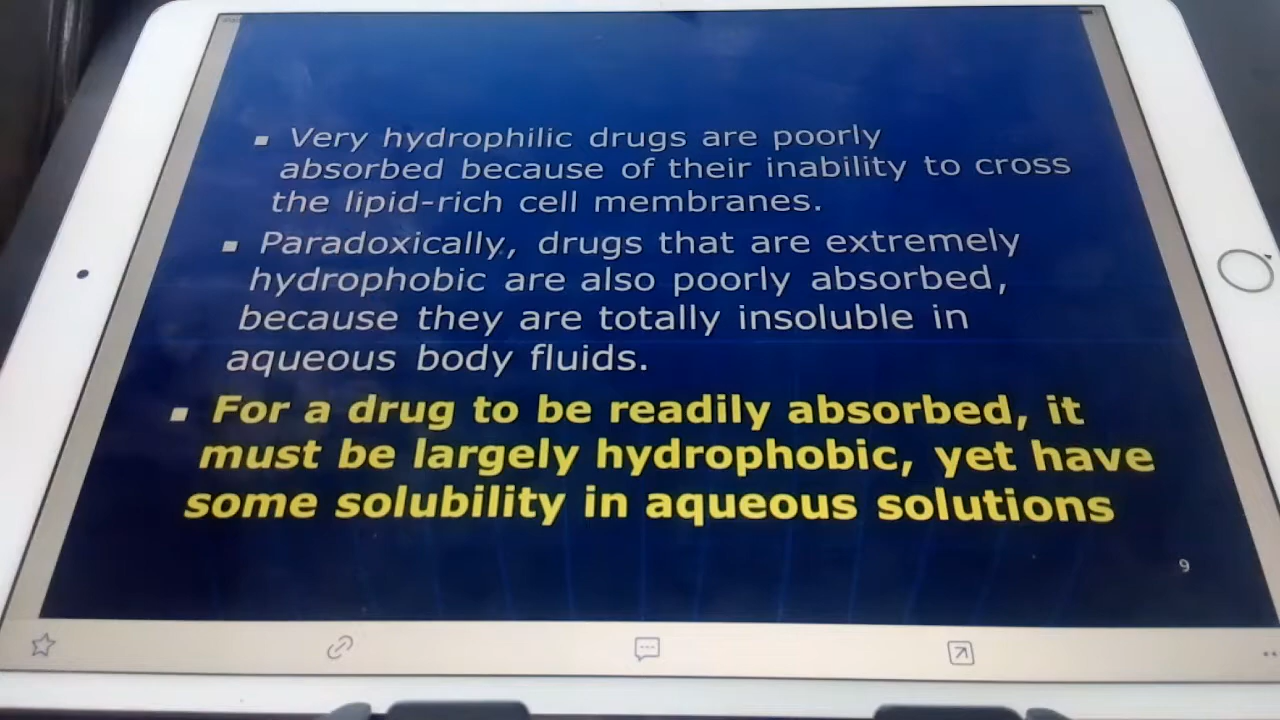 ▪ Very hydrophilic drugs are poorly
absorbed because of their inability to cross
the lipid-rich cell membranes.
▪ Paradoxically, drugs that are extremely
hydrophobic are also poorly absorbed,
because they are totally insoluble in
aqueous body fluids.
▪ For a drug to be readily absorbed, it
must be largely hydrophobic, yet have
some solubility in aqueous solutions
9